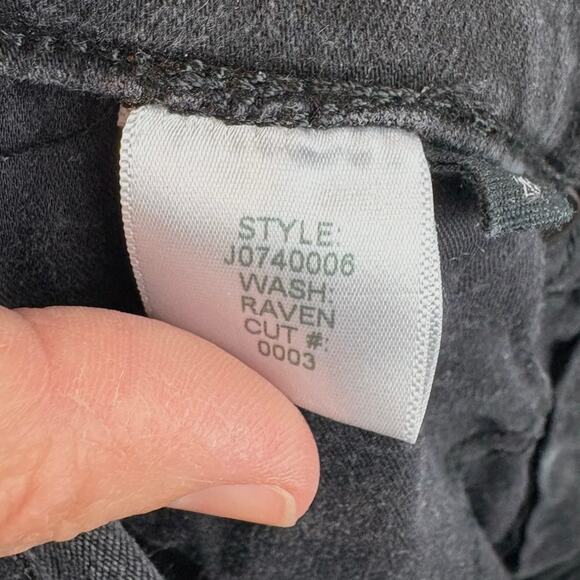 STYLE:
J0740006
WASH:
RAVEN
CUT #:
0003